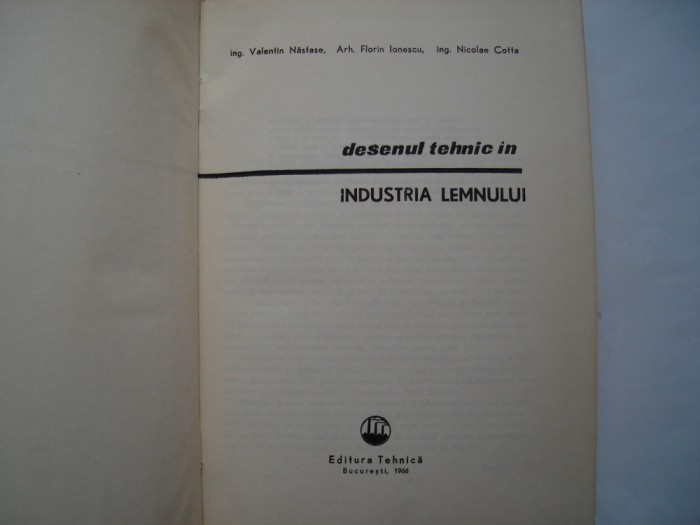 ing. Valentin Năstase, Arh. Florin Ionescu, ing. Nicolae Cotta
desenul tehnic in
INDUSTRIA LEMNULUI
Editura Tehnică
București, 1966